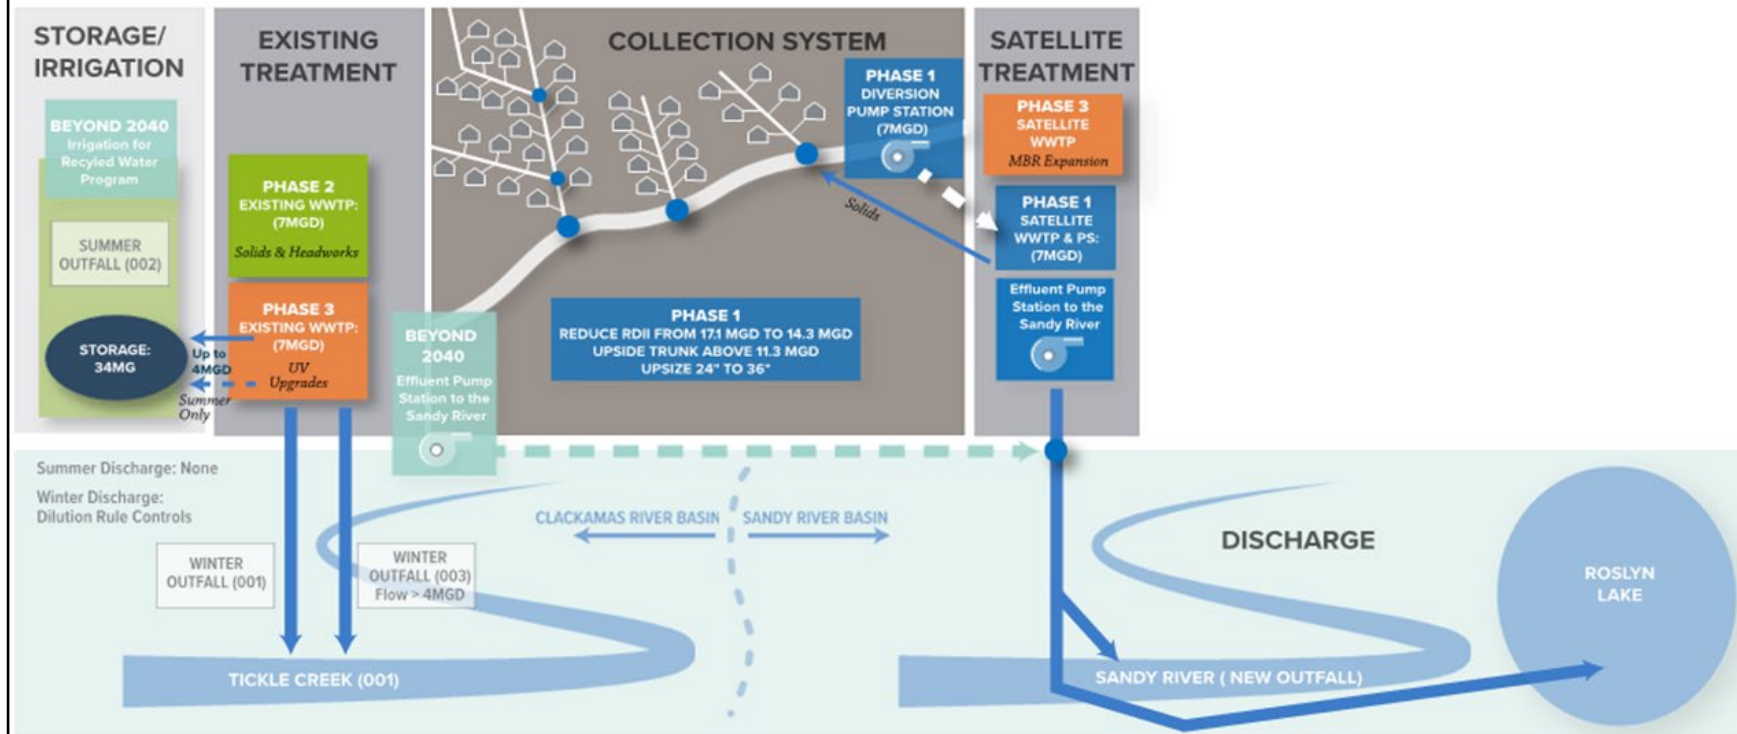 STORAGE/
IRRIGATION
BEYOND 2040
Irrigation for
Recyled Water
Program
SUMMER
OUTFALL (002)
STORAGE:
34MG
EXISTING
TREATMENT
PHASE 2
EXISTING WWTP:
(7MGD)
Solids & Headworks
PHASE 3
EXISTING WWTP:
(7MGD)
UV
Upgrades
Up to
4MGD
Summer
Only
COLLECTION SYSTEM
PHASE 1
DIVERSION
PUMP STATION
(7MGD)
Solids
PHASE 1
REDUCE RDII FROM 17.1 MGD TO 14.3 MGD
UPSIDE TRUNK ABOVE 11.3 MGD
UPSIZE 24" TO 36"
BEYOND
2040
Effluent Pump
Station to the
Sandy River
SATELLITE
TREATMENT
PHASE 3
SATELLITE
WWTP
MBR Expansion
PHASE 1
SATELLITE
WWTP & PS:
(7MGD)
Effluent Pump
Station to the
Sandy River
Summer Discharge: None
Winter Discharge:
Dilution Rule Controls
WINTER
OUTFALL (001)
WINTER
OUTFALL (003)
Flow > 4MGD
CLACKAMAS RIVER BASIN
SANDY RIVER BASIN
DISCHARGE
ROSLYN
LAKE
TICKLE CREEK (001)
SANDY RIVER ( NEW OUTFALL)